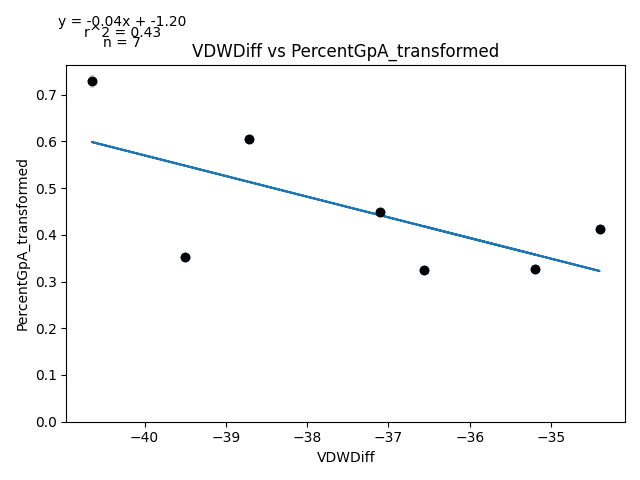 y = -0.04x + -1.20
r^2 = 0.43
n = 7
VDWDiff vs PercentGpA_transformed
PercentGpA_transformed
0.7
0.6
0.5
0.4
0.3
0.2
0.1
0.0
−40
−39
−38
−37
−36
−35
VDWDiff